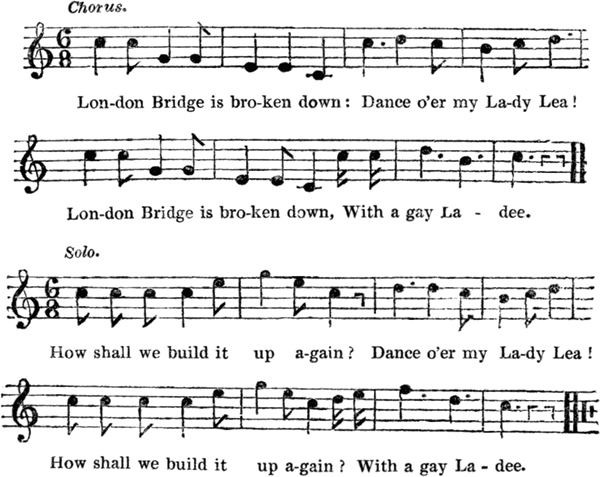 Chorus.
6 8
Lon-don Bridge is bro-ken down: Dance o'er my La-dy Lea!
Lon-don Bridge is bro-ken down, With a gay La - dee.
Solo.
6 8
How shall we build it up a-gain? Dance o'er my La-dy Lea!
How shall we build it up a-gain? With a gay La - dee.